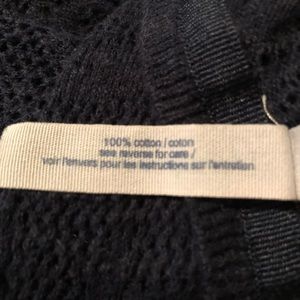 100% cotton / coton
see reverse for care /
voir l'envers pour les instructions sur l'entretien